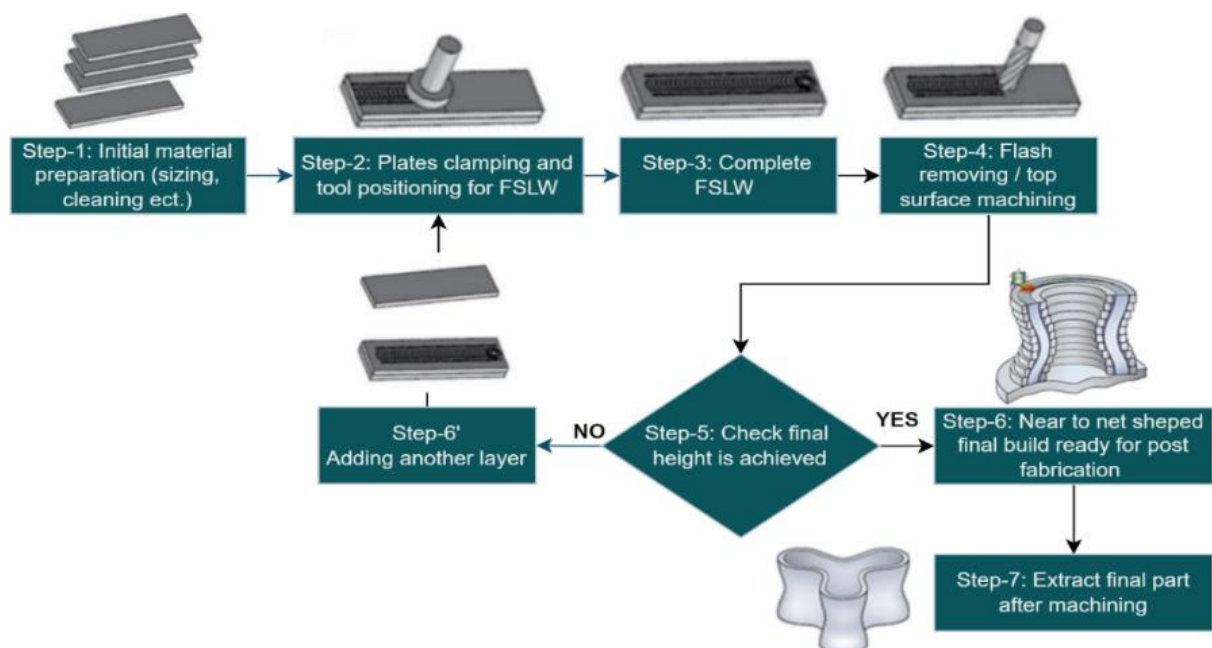 Step-1: Initial material
preparation (sizing,
cleaning ect.)
Step-2: Plates clamping and
tool positioning for FSLW
Step-3: Complete
FSLW
Step-4: Flash
removing / top
surface machining
Step-6'
Adding another layer
NO
Step-5: Check final
height is achieved
YES
Step-6: Near to net sheped
final build ready for post
fabrication
Step-7: Extract final part
after machining